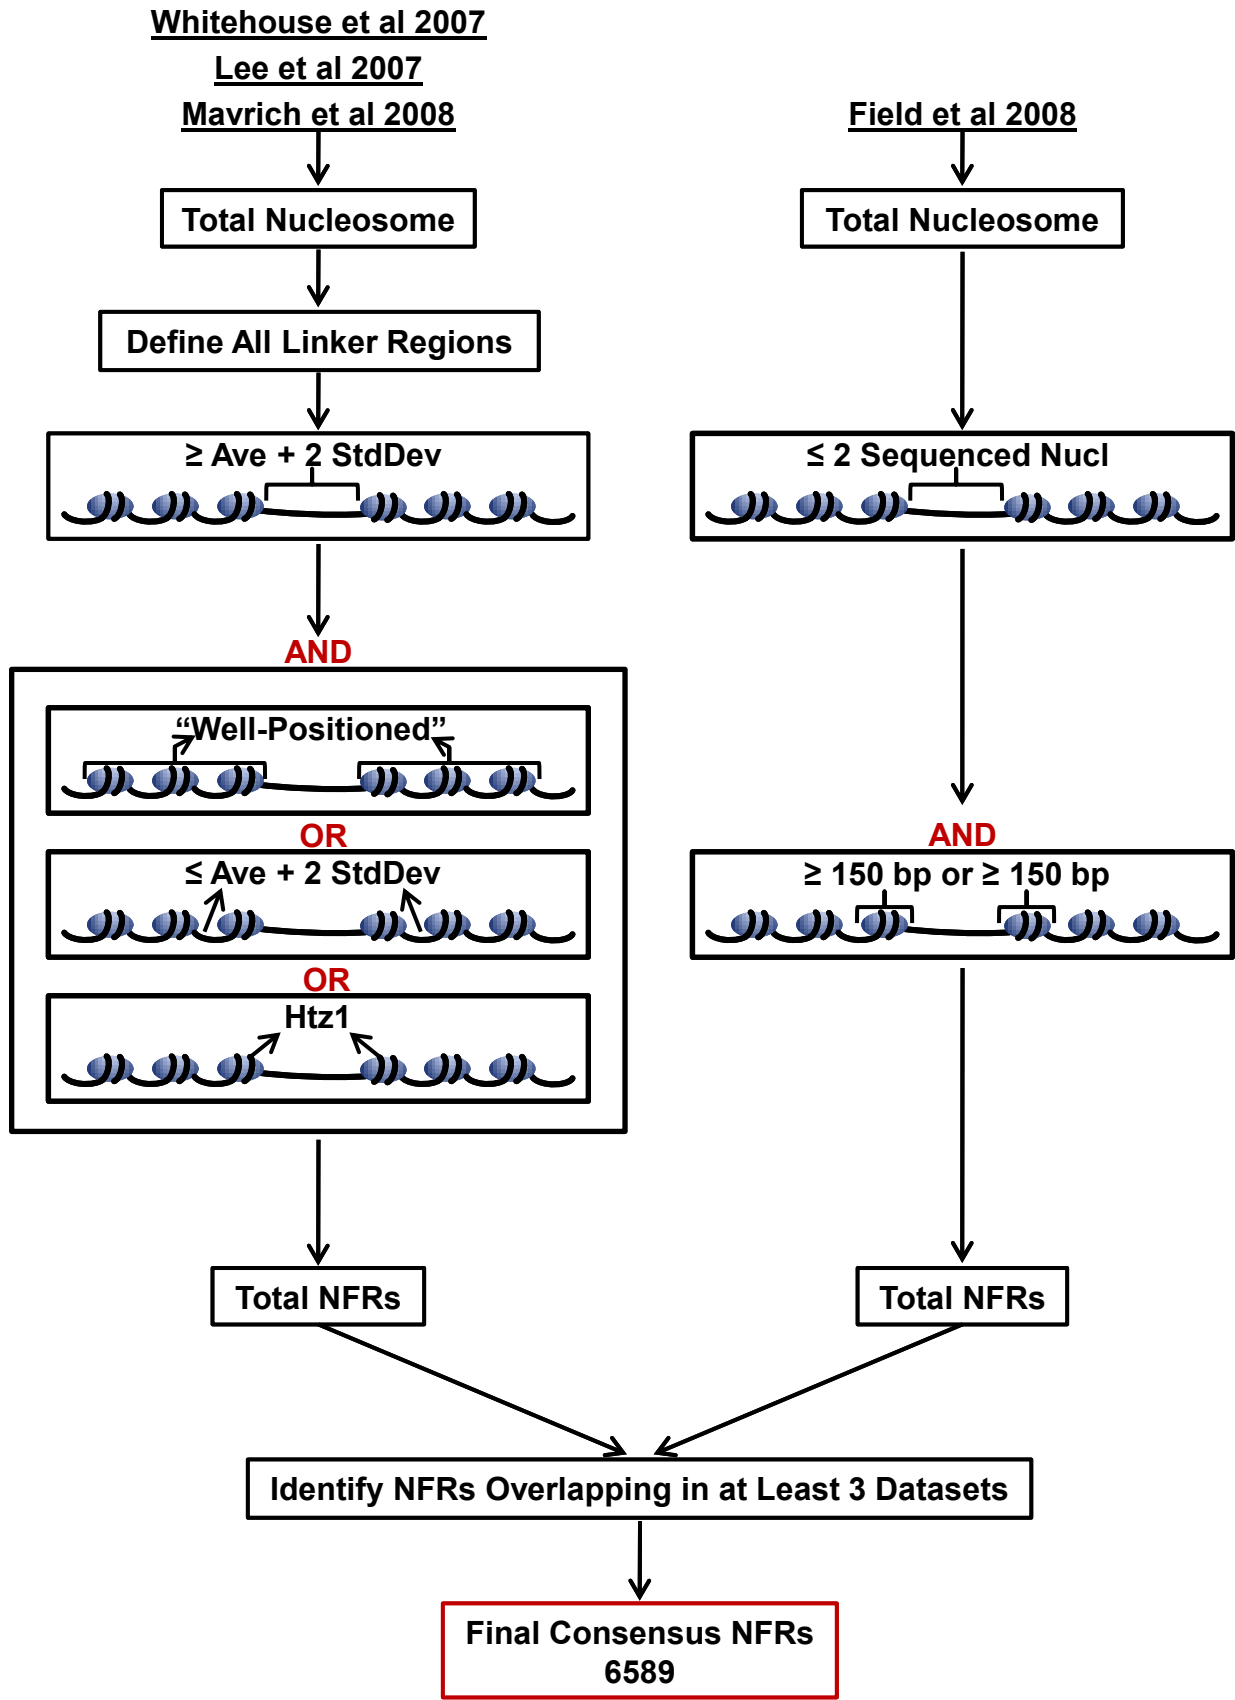 Whitehouse et al 2007
Lee et al 2007
Mavrich et al 2008
Total Nucleosome
Define All Linker Regions
≥ Ave + 2 StdDev
AND
“Well-Positioned”
OR
≤ Ave + 2 StdDev
OR
Htz1
Total NFRs
Field et al 2008
Total Nucleosome
≤ 2 Sequenced Nucl
AND
≥ 150 bp or ≥ 150 bp
Total NFRs
Identify NFRs Overlapping in at Least 3 Datasets
Final Consensus NFRs
6589